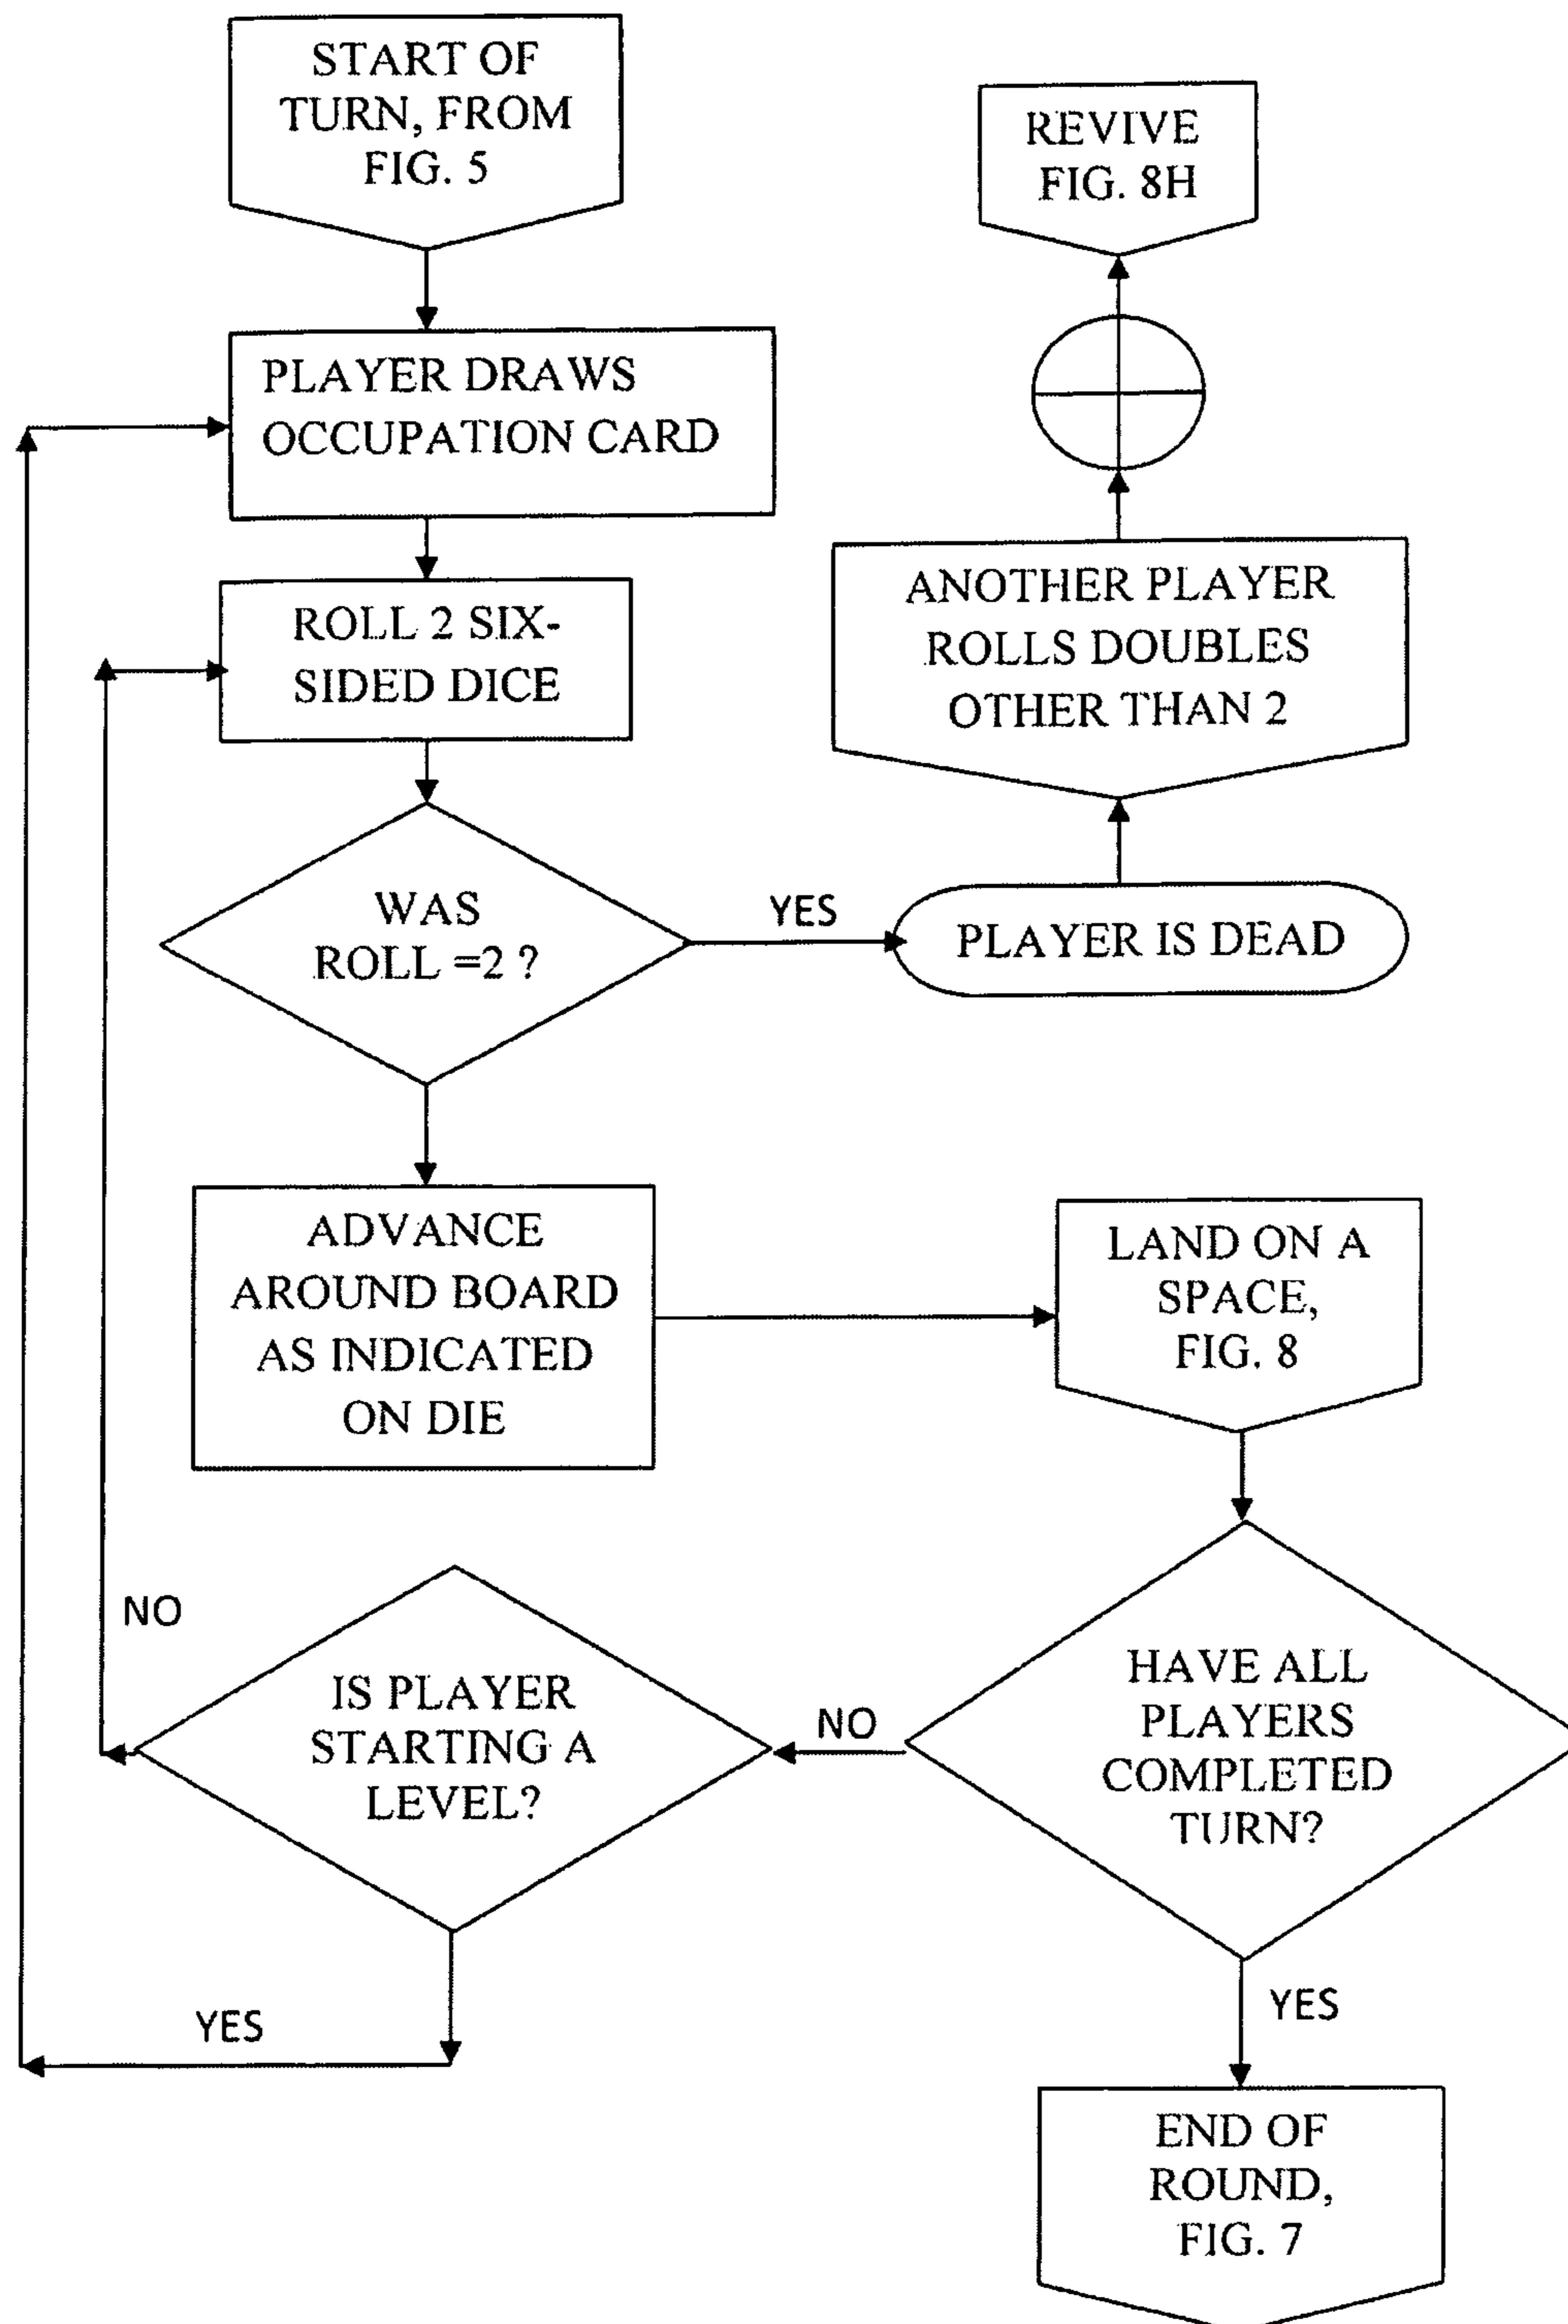 START OF
TURN, FROM
FIG. 5
REVIVE
FIG. 8H
PLAYER DRAWS
OCCUPATION CARD
ROLL 2 SIX-
SIDED DICE
ANOTHER PLAYER
ROLLS DOUBLES
OTHER THAN 2
WAS
ROLL =2 ?
YES
PLAYER IS DEAD
ADVANCE
AROUND BOARD
AS INDICATED
ON DIE
LAND ON A
SPACE,
FIG. 8
HAVE ALL
PLAYERS
COMPLETED
TURN?
NO
IS PLAYER
STARTING A
LEVEL?
NO
YES
YES
END OF
ROUND,
FIG. 7